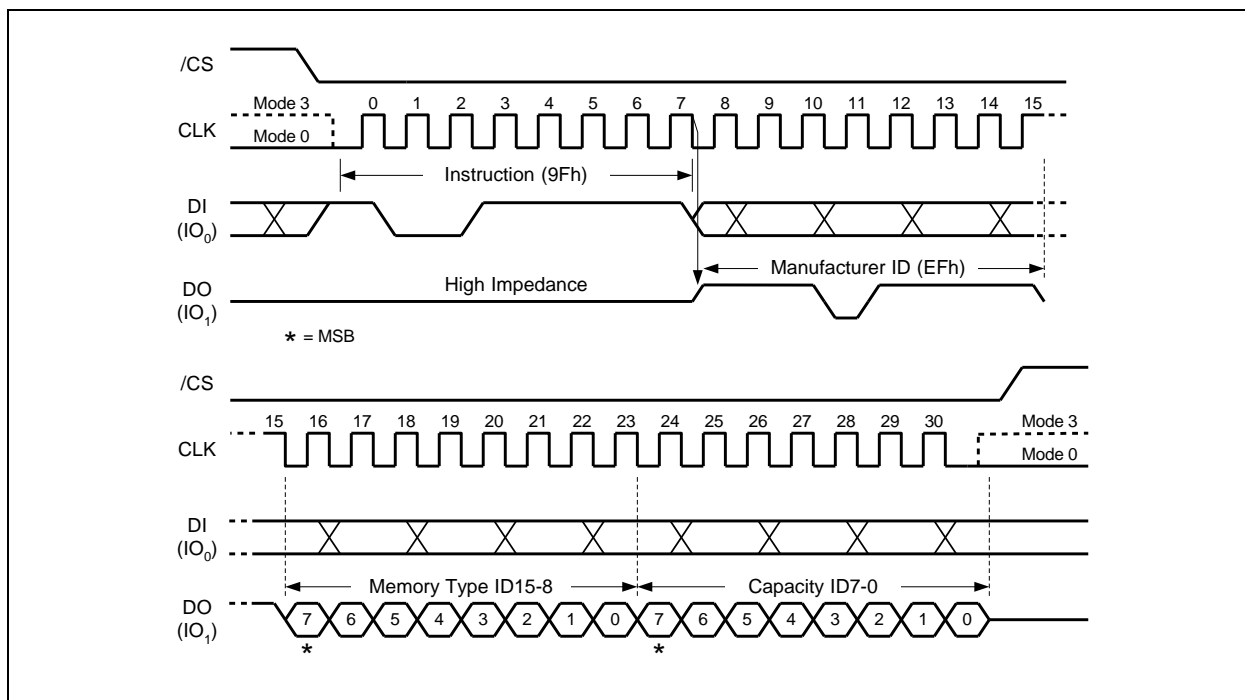 /CS
Mode 3 0 1 2 3 4 5 6 7 8 9 10 11 12 13 14 15
CLK
Mode 0
Instruction (9Fh)
DI
(IO₀)
Manufacturer ID (EFh)
High Impedance
DO
(IO₁)
* = MSB
/CS
15 16 17 18 19 20 21 22 23 24 25 26 27 28 29 30 Mode 3
CLK
Mode 0
DI
(IO₀)
Memory Type ID15-8 Capacity ID7-0
DO
(IO₁)
7 6 5 4 3 2 1 0 7 6 5 4 3 2 1 0
* *